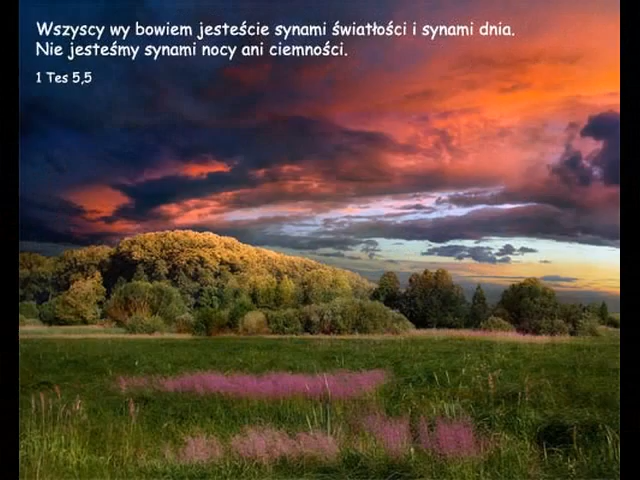 Wszyscy wy bowiem jesteście synami światłości i synami dnia.
Nie jesteśmy synami nocy ani ciemności.
1 Tes 5,5